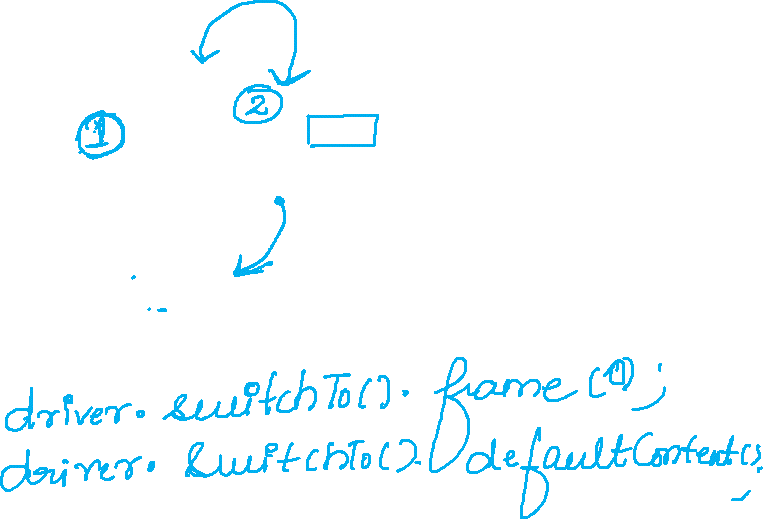 2
1
driver. switchTo(). frame (1);
driver. switchTo(). defaultContent();